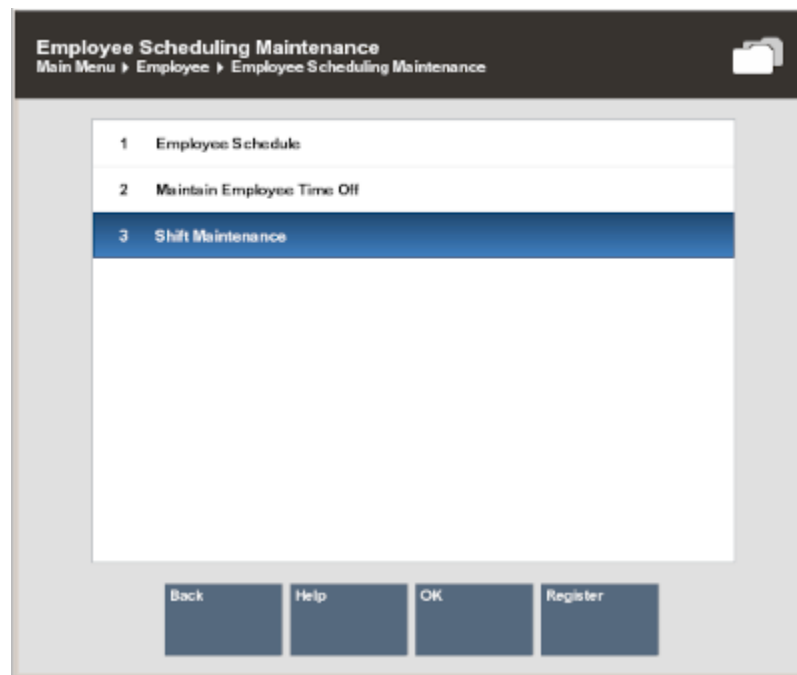 Employee Scheduling Maintenance
Main Menu ▸ Employee ▸ Employee Scheduling Maintenance
1 Employee Schedule
2 Maintain Employee Time Off
3 Shift Maintenance
Back Help OK Register